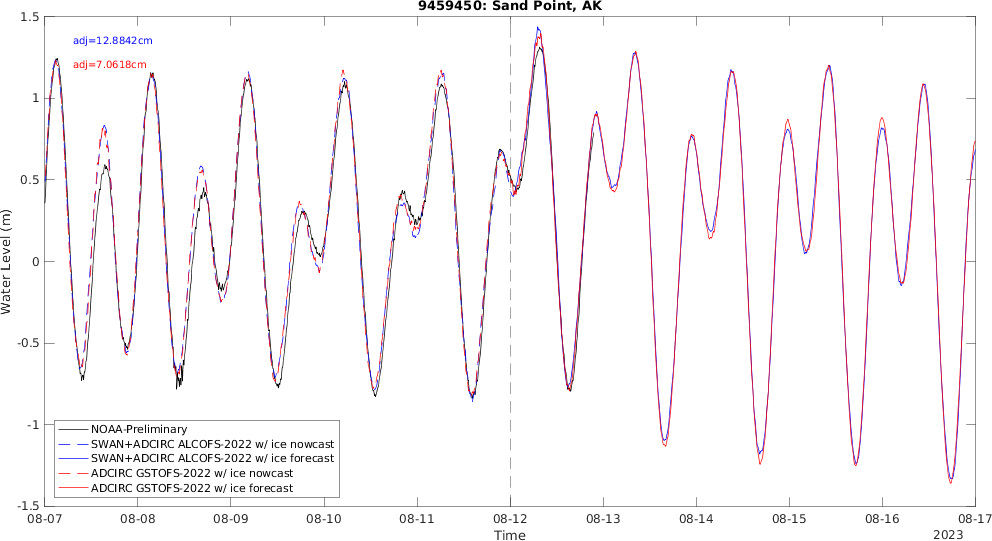 9459450: Sand Point, AK
adj=12.8842cm
adj=7.0618cm
Water Level (m)
1.5
1
0.5
0
-0.5
-1
-1.5
NOAA-Preliminary
SWAN+ADCIRC ALCOFS-2022 w/ ice nowcast
SWAN+ADCIRC ALCOFS-2022 w/ ice forecast
ADCIRC GSTOFS-2022 w/ ice nowcast
ADCIRC GSTOFS-2022 w/ ice forecast
08-07 08-08 08-09 08-10 08-11 08-12 08-13 08-14 08-15 08-16 08-17
Time
2023